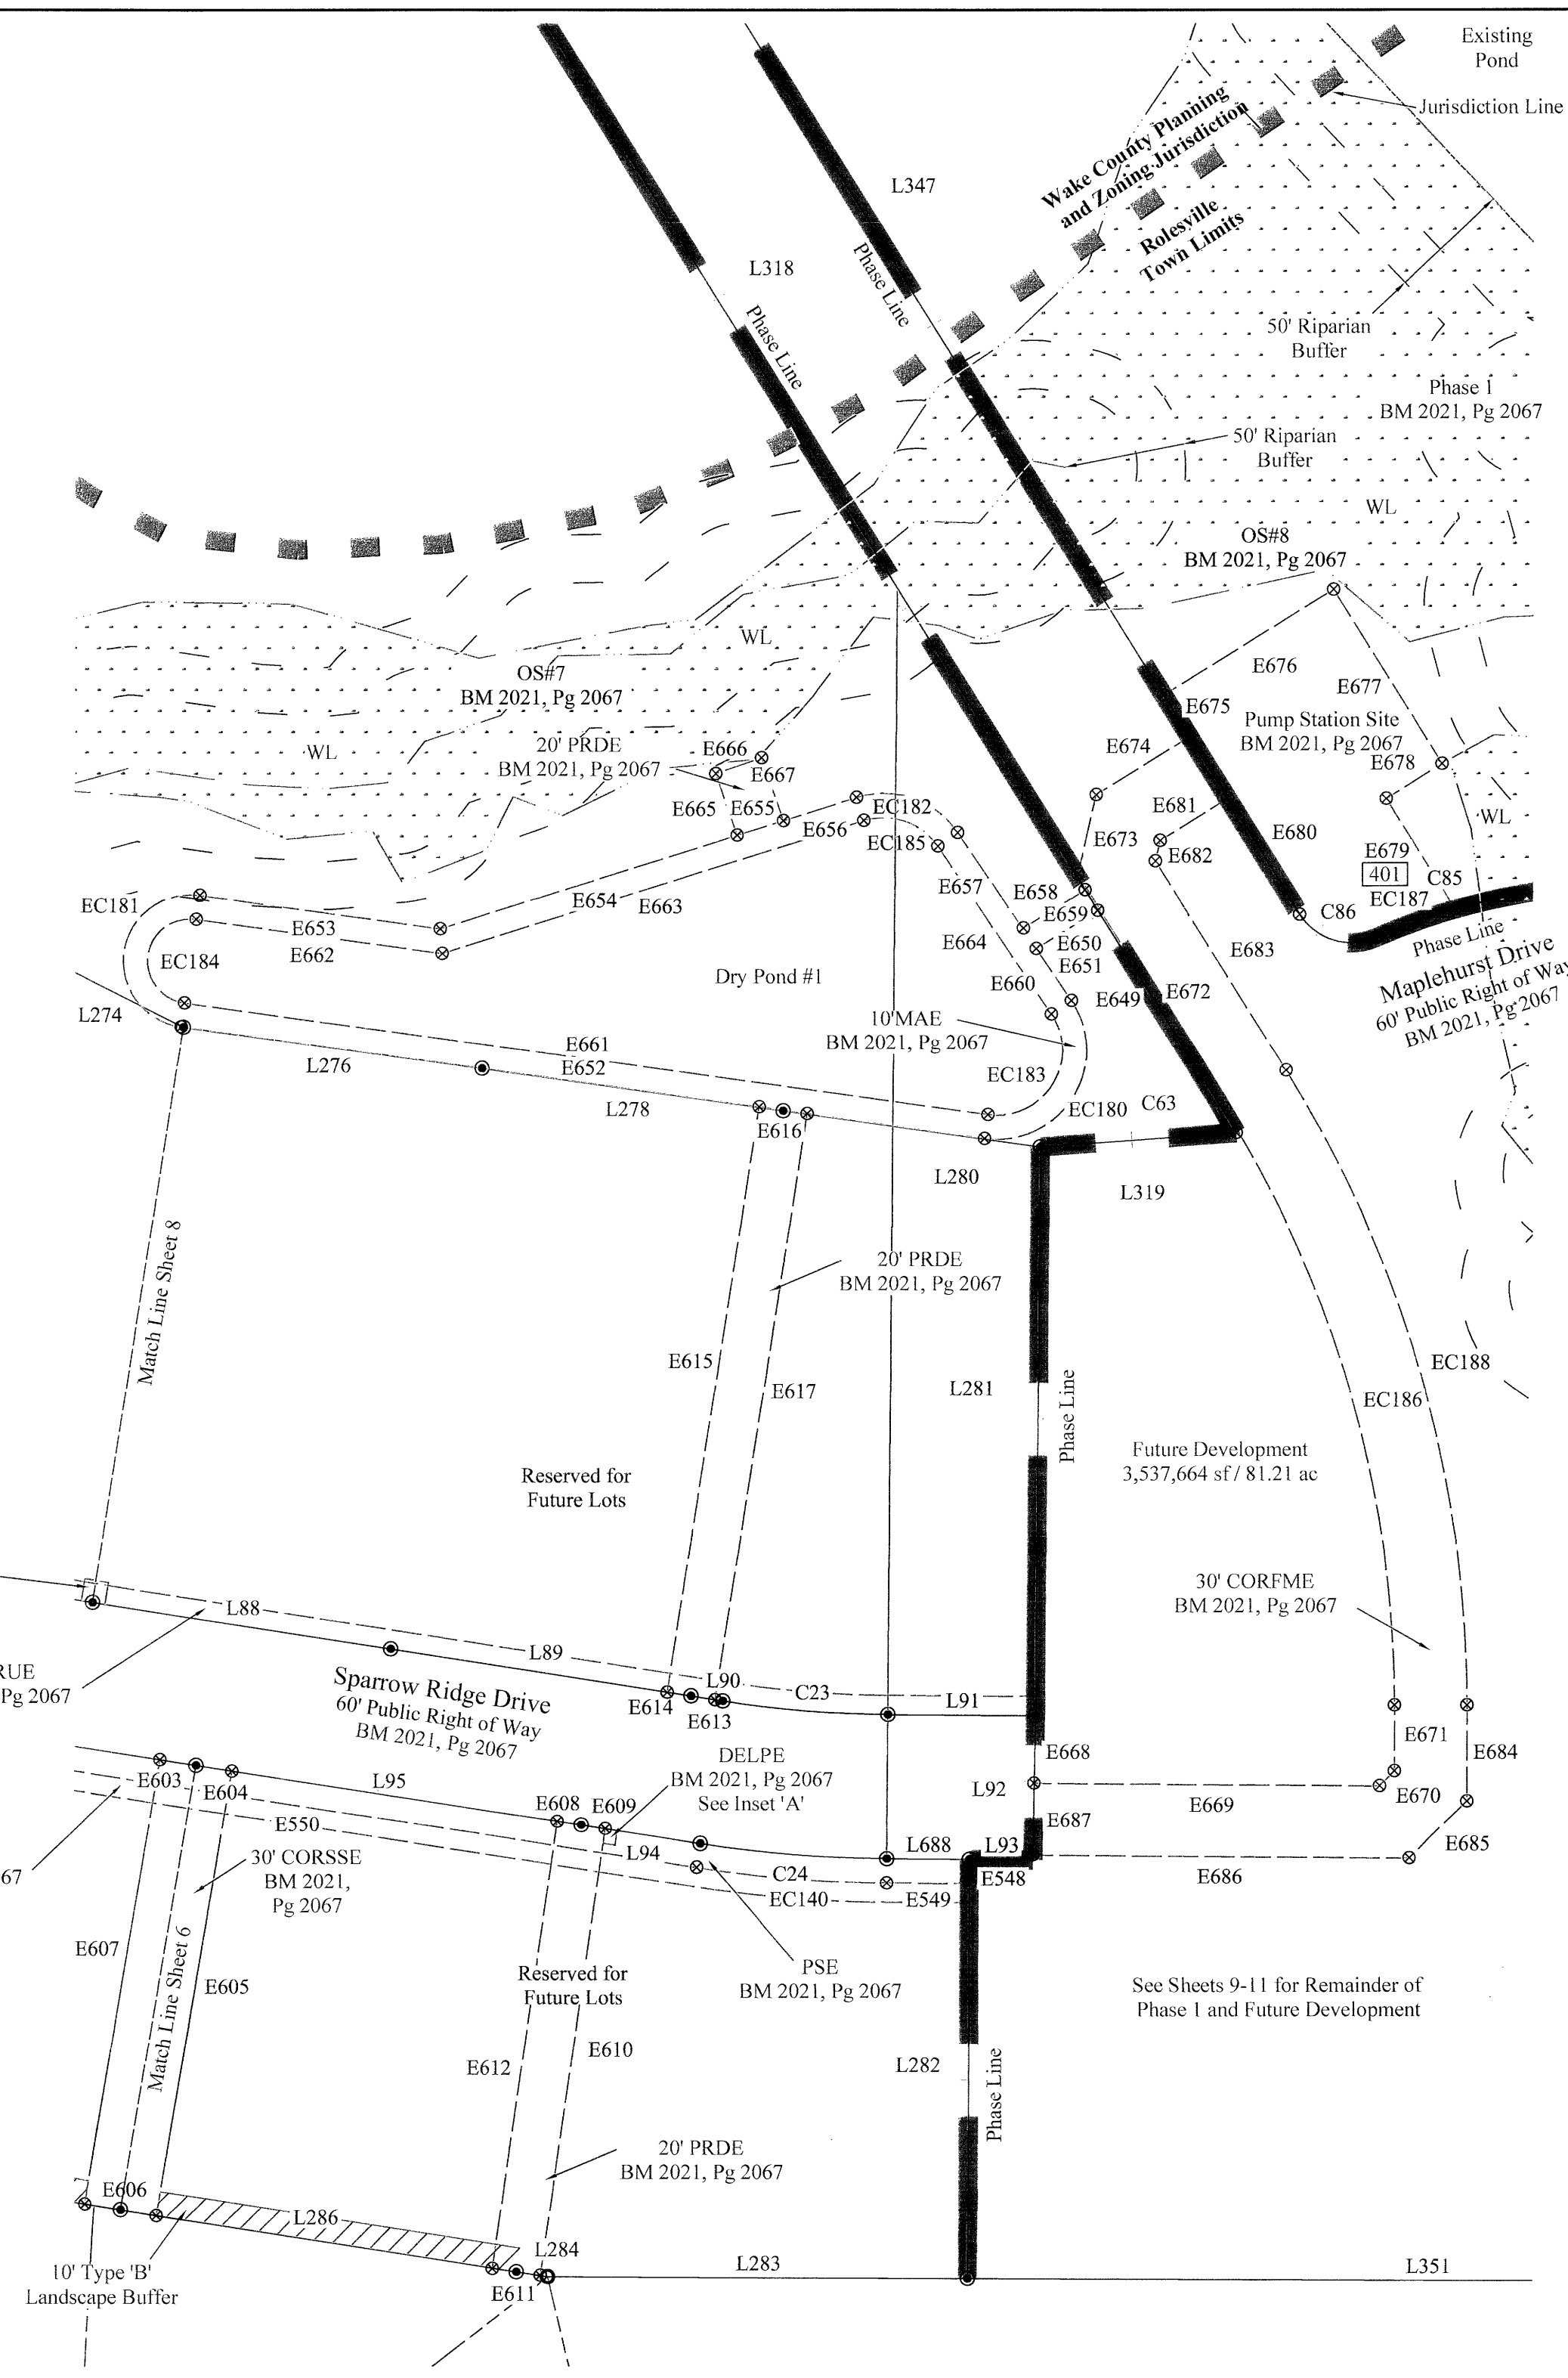 Existing
Pond
Jurisdiction Line
Wake County Planning
and Zoning Jurisdiction
Rolesville
Town Limits
L347
L318
Phase Line
Phase Line
50' Riparian
Buffer
Phase 1
BM 2021, Pg 2067
50' Riparian
Buffer
WL
OS#8
BM 2021, Pg 2067
WL
OS#7
BM 2021, Pg 2067
WL
E676
E677
E675
Pump Station Site
BM 2021, Pg 2067
E678
20' PRDE
BM 2021, Pg 2067
E666
E667
E674
E665
E655
E656
EC182
EC185
E681
E673
E682
E680
WL
E679
401
C85
EC187
C86
Phase Line
Maplehurst Drive
60' Public Right of Way
BM 2021, Pg 2067
EC181
E653
E654
E663
E662
EC184
E657
E658
E659
E650
E651
E664
E660
E649
E672
E683
Dry Pond #1
L274
10' MAE
BM 2021, Pg 2067
E661
E652
L276
L278
E616
EC183
EC180
C63
L280
L319
Match Line Sheet 8
20' PRDE
BM 2021, Pg 2067
E615
E617
L281
Phase Line
EC188
EC186
Future Development
3,537,664 sf / 81.21 ac
Reserved for
Future Lots
30' CORFME
BM 2021, Pg 2067
L88
L89
L90
C23
L91
RUE
Pg 2067
Sparrow Ridge Drive
60' Public Right of Way
BM 2021, Pg 2067
E614
E613
E671
E668
E684
DELPE
BM 2021, Pg 2067
See Inset 'A'
L92
E669
E670
E603
E604
L95
E608
E609
E687
E550
L94
L688
L93
E685
C24
E548
E686
EC140
E549
67
30' CORSSE
BM 2021,
Pg 2067
E607
E605
Match Line Sheet 6
PSE
BM 2021, Pg 2067
Reserved for
Future Lots
See Sheets 9-11 for Remainder of
Phase 1 and Future Development
E612
E610
L282
Phase Line
20' PRDE
BM 2021, Pg 2067
E606
L286
L284
L283
L351
10' Type 'B'
Landscape Buffer
E611